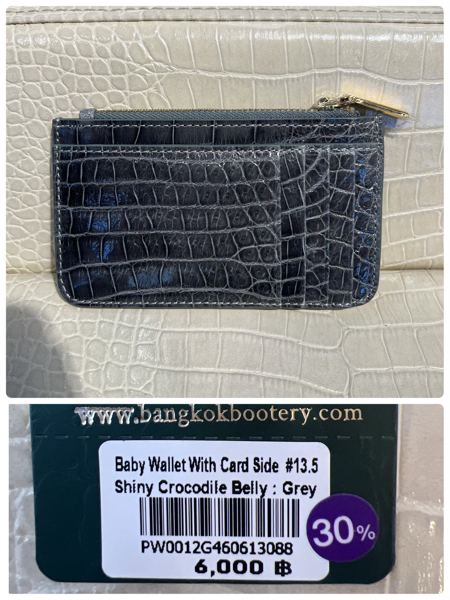 www.bangkokbootery.com
Baby Wallet With Card Side #13.5
Shiny Crocodile Belly : Grey
30%
PW0012G460613088
6,000 ฿